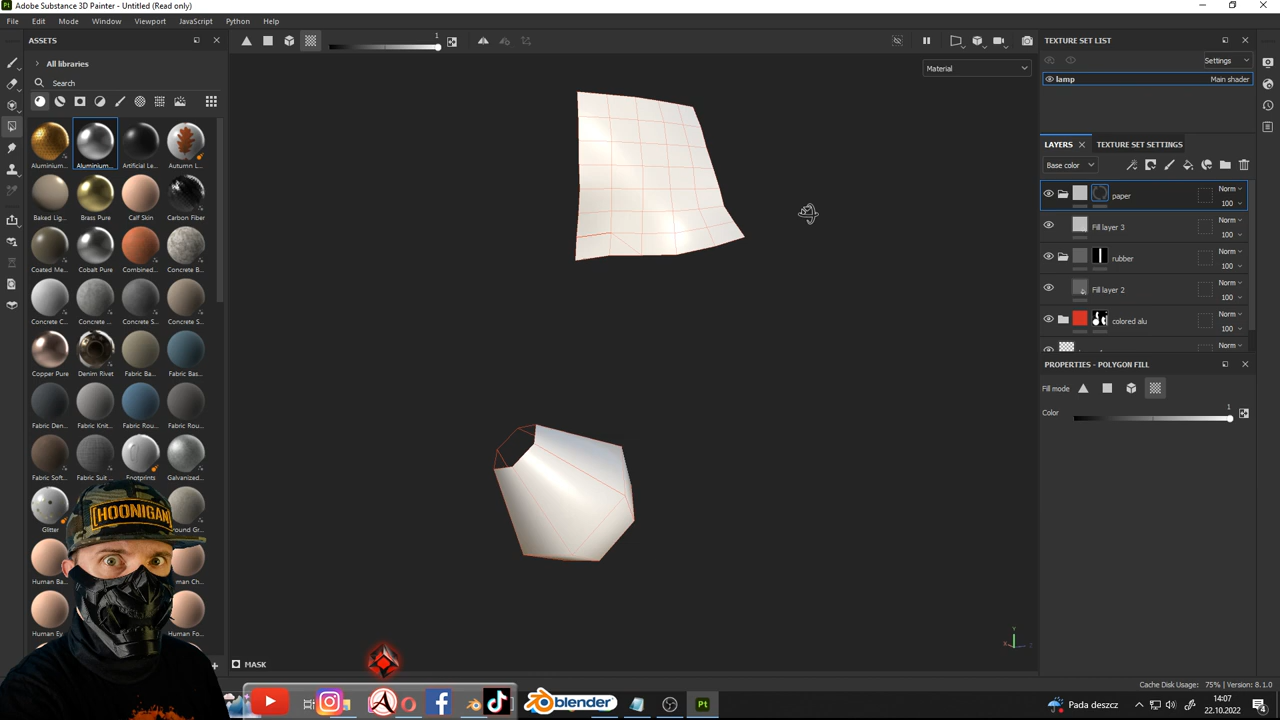 Adobe Substance 3D Painter - Untitled (Read only)
File Edit Mode Window Viewport JavaScript Python Help
ASSETS
All libraries
Search
Aluminium... Aluminium... Artificial Le... Autumn L...
Baked Lig... Brass Pure Calf Skin Carbon Fiber
Coated Me... Cobalt Pure Combined... Concrete B...
Concrete C... Concrete ... Concrete S... Concrete S...
Copper Pure Denim Rivet Fabric Ba... Fabric Bas...
Fabric Den... Fabric Knit... Fabric Rou... Fabric Rou...
Fabric Soft... Fabric Suit ... Footprints Galvanized...
Glitter
Ground Gr...
Human Ba... Human Ch...
Human Ey... Human Fo...
HOONIGAN
1
Material
MASK
TEXTURE SET LIST
Settings
lamp Main shader
LAYERS TEXTURE SET SETTINGS
Base color
paper Norm 100
Fill layer 3 Norm 100
rubber Norm 100
Fill layer 2 Norm 100
colored alu Norm 100
Norm
PROPERTIES - POLYGON FILL
Fill mode
Color 1
Y
Cache Disk Usage: 75% | Version: 8.1.0
blender
Pt
Pada deszcz
14:07
22.10.2022